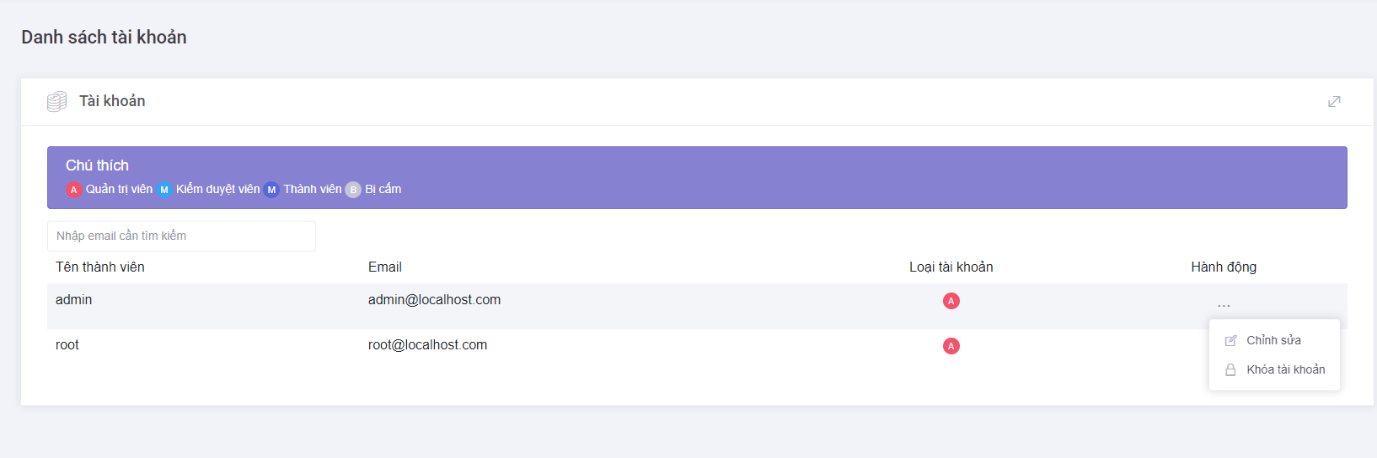 Danh sách tài khoản
Tài khoản
Chú thích
A Quản trị viên M Kiểm duyệt viên M Thành viên B Bị cấm
Nhập email cần tìm kiếm
Tên thành viên Email Loại tài khoản Hành động
admin admin@localhost.com A ...
root root@localhost.com A
Chỉnh sửa
Khóa tài khoản